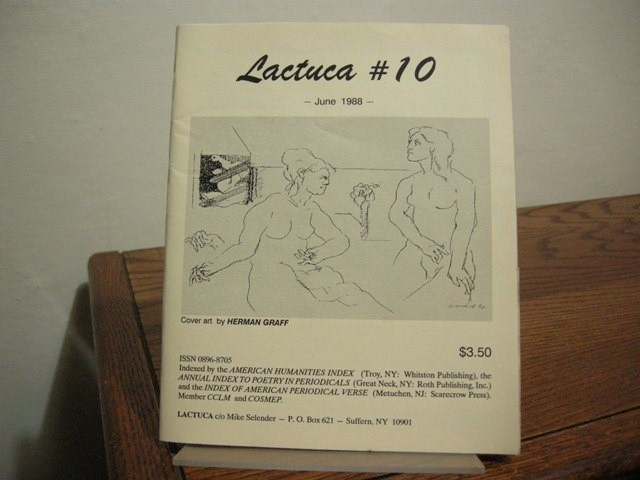 Lactuca #10
– June 1988 –
Cover art by HERMAN GRAFF
$3.50
ISSN 0896-8705
Indexed by the AMERICAN HUMANITIES INDEX (Troy, NY: Whitston Publishing), the
ANNUAL INDEX TO POETRY IN PERIODICALS (Great Neck, NY: Roth Publishing, Inc.)
and the INDEX OF AMERICAN PERIODICAL VERSE (Metuchen, NJ: Scarecrow Press).
Member CCLM and COSMEP.
LACTUCA c/o Mike Selender – P. O. Box 621 – Suffern, NY 10901